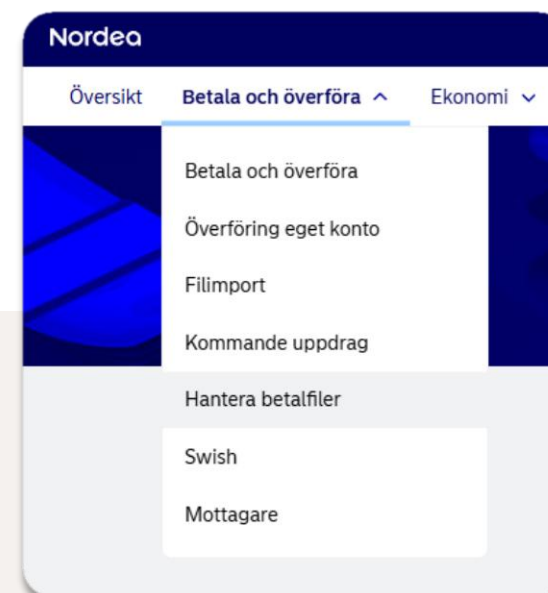 Nordea
Översikt Betala och överföra Ekonomi
Betala och överföra
Överföring eget konto
Filimport
Kommande uppdrag
Hantera betalfiler
Swish
Mottagare